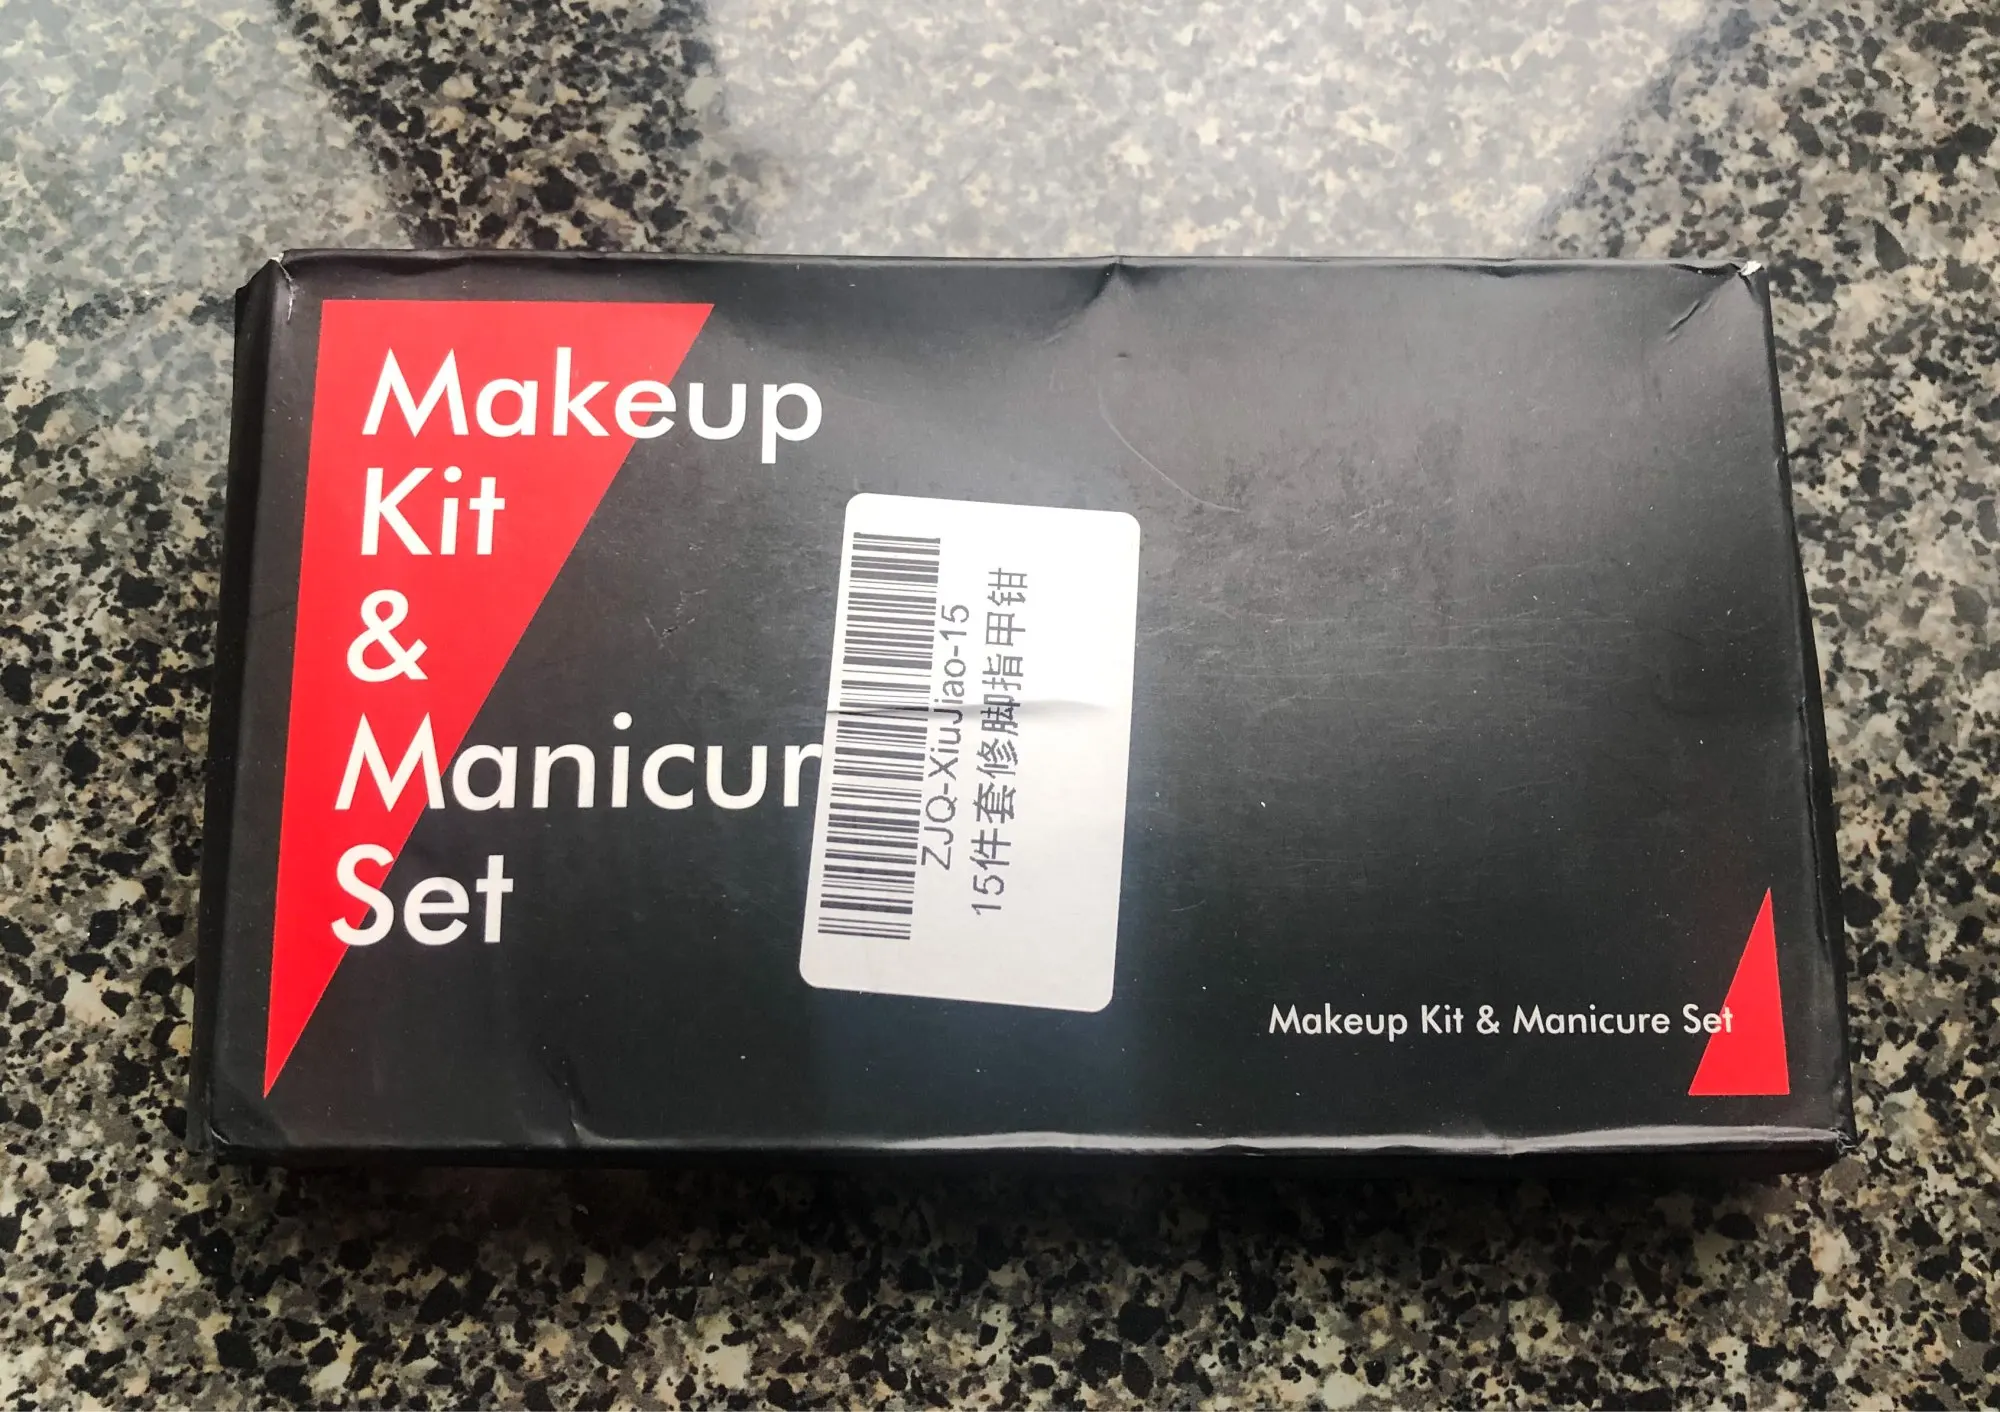 Makeup
Kit
&
Manicur
Set
ZJQ-XiuJiao-15
15件套修脚指甲钳
Makeup Kit & Manicure Set